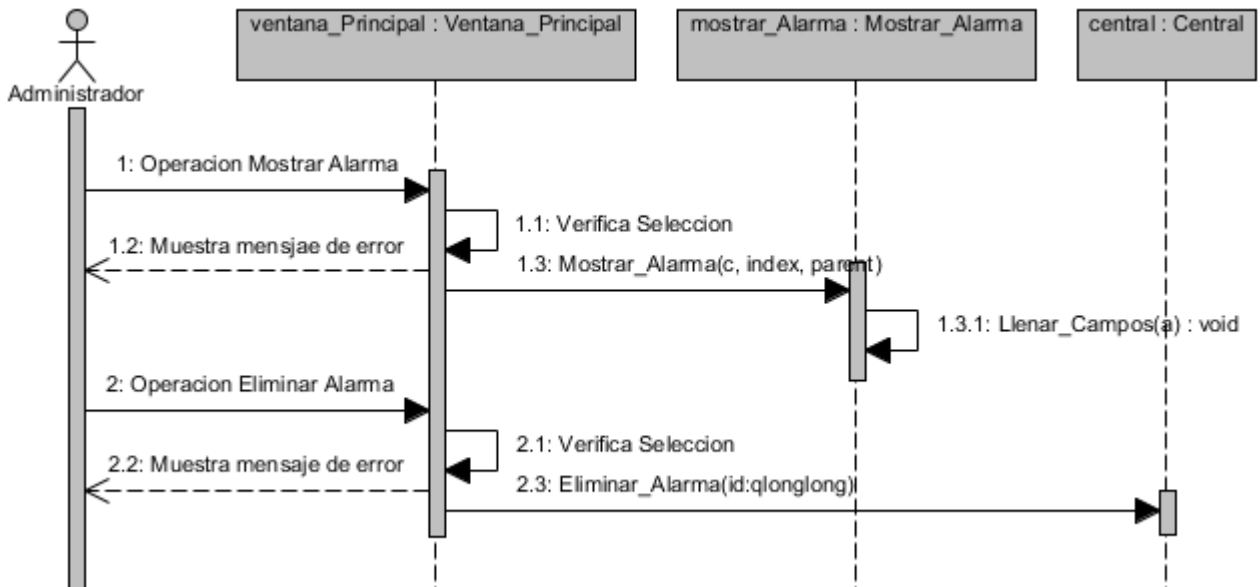 ventana_Principal : Ventana_Principal
mostrar_Alarma : Mostrar_Alarma
central : Central
Administrador
1: Operacion Mostrar Alarma
1.1: Verifica Seleccion
1.2: Muestra mensjae de error
1.3: Mostrar_Alarma(c, index, parent)
1.3.1: Llenar_Campos(a) : void
2: Operacion Eliminar Alarma
2.1: Verifica Seleccion
2.2: Muestra mensaje de error
2.3: Eliminar_Alarma(id:qlonglong)